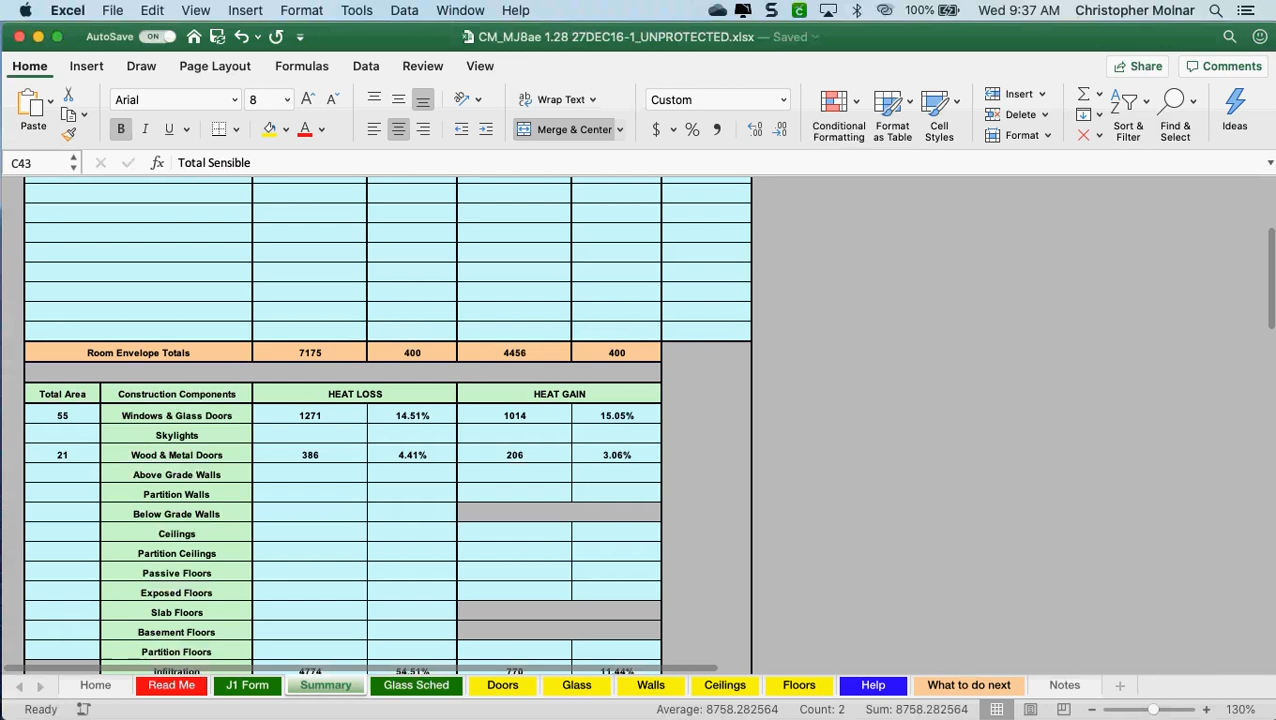 Excel File Edit View Insert Format Tools Data Window Help 100% Wed 9:37 AM Christopher Molnar
AutoSave ON CM_MJ8ae 1.28 27DEC16-1_UNPROTECTED.xlsx — Saved
Home Insert Draw Page Layout Formulas Data Review View Share Comments
Paste Arial 8 Wrap Text Custom Conditional Formatting Format as Table Cell Styles Insert Sort & Filter Find & Select Ideas
B I U Merge & Center $ % Delete Format
C43 fx Total Sensible
Room Envelope Totals 7175 400 4456 400
Total Area Construction Components HEAT LOSS HEAT GAIN
55 Windows & Glass Doors 1271 14.51% 1014 15.05%
Skylights
21 Wood & Metal Doors 386 4.41% 206 3.06%
Above Grade Walls
Partition Walls
Below Grade Walls
Ceilings
Partition Ceilings
Passive Floors
Exposed Floors
Slab Floors
Basement Floors
Partition Floors
Infiltration 4774 54.51% 770 11.44%
Home Read Me J1 Form Summary Glass Sched Doors Glass Walls Ceilings Floors Help What to do next Notes
Ready Average: 8758.282564 Count: 2 Sum: 8758.282564 130%